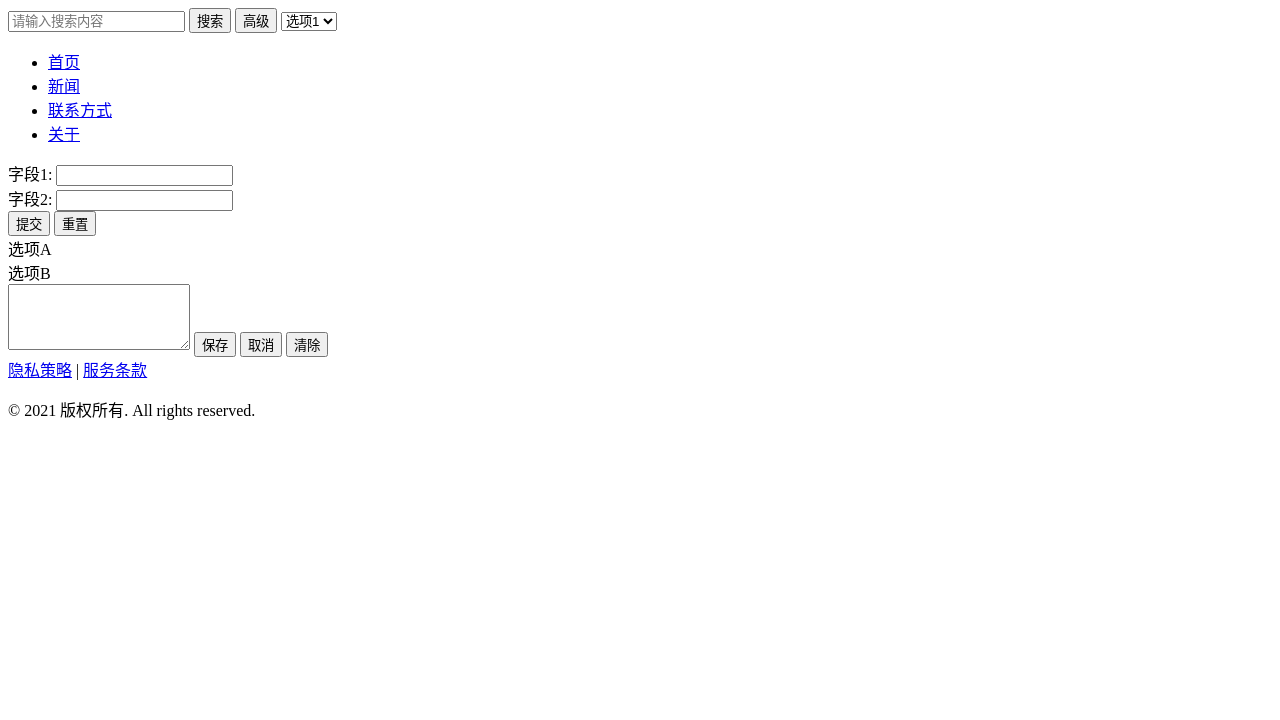 请输入搜索内容 搜索 高级 选项1
首页
新闻
联系方式
关于
字段1:
字段2:
提交 重置
选项A
选项B
保存 取消 清除
隐私策略 | 服务条款
© 2021 版权所有. All rights reserved.